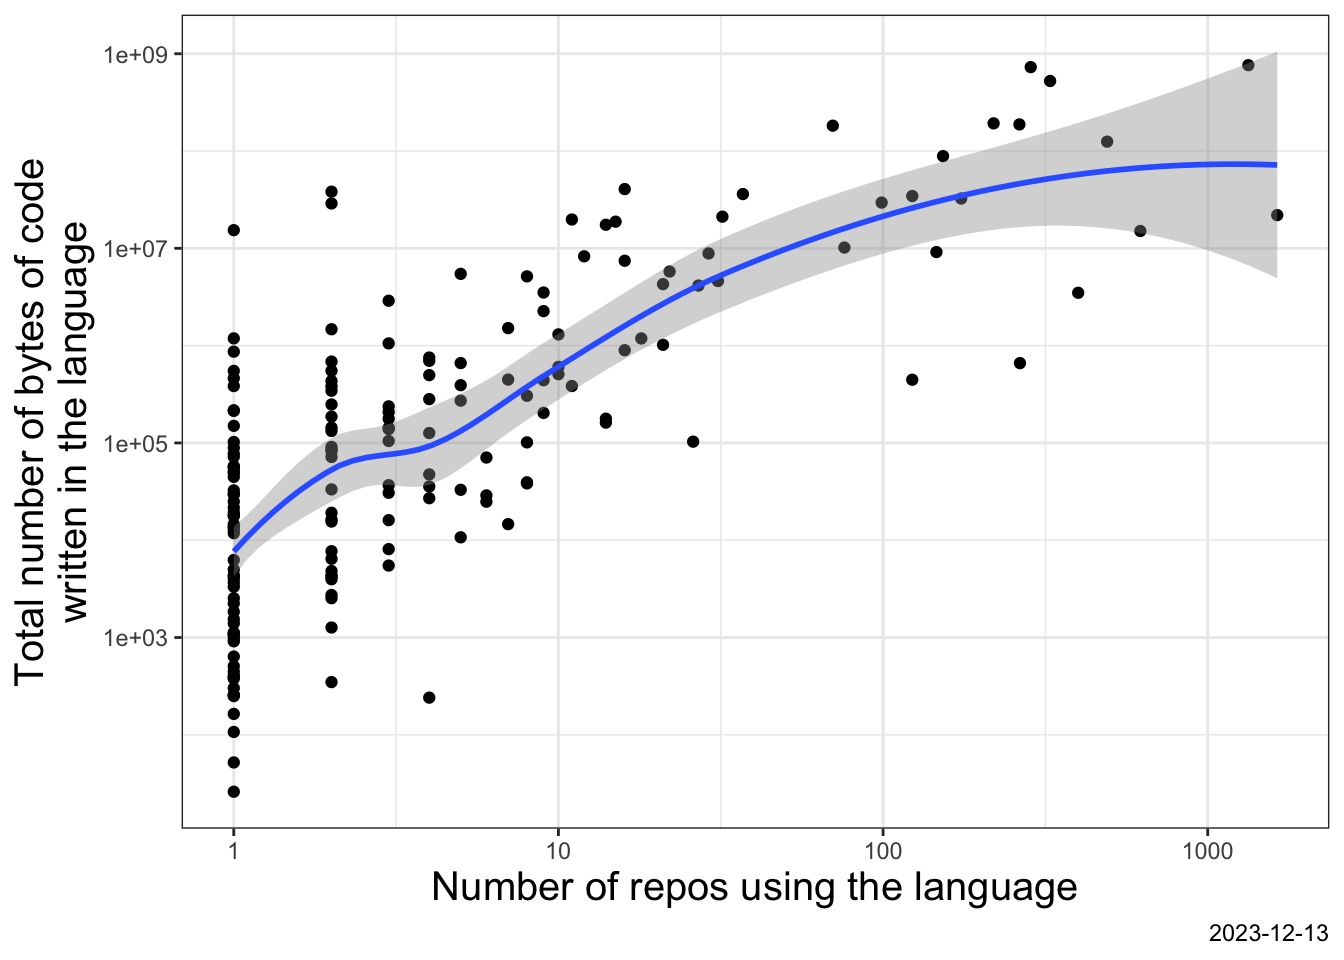 Total number of bytes of code
written in the language
1e+09
1e+07
1e+05
1e+03
1
10
100
1000
Number of repos using the language
2023-12-13